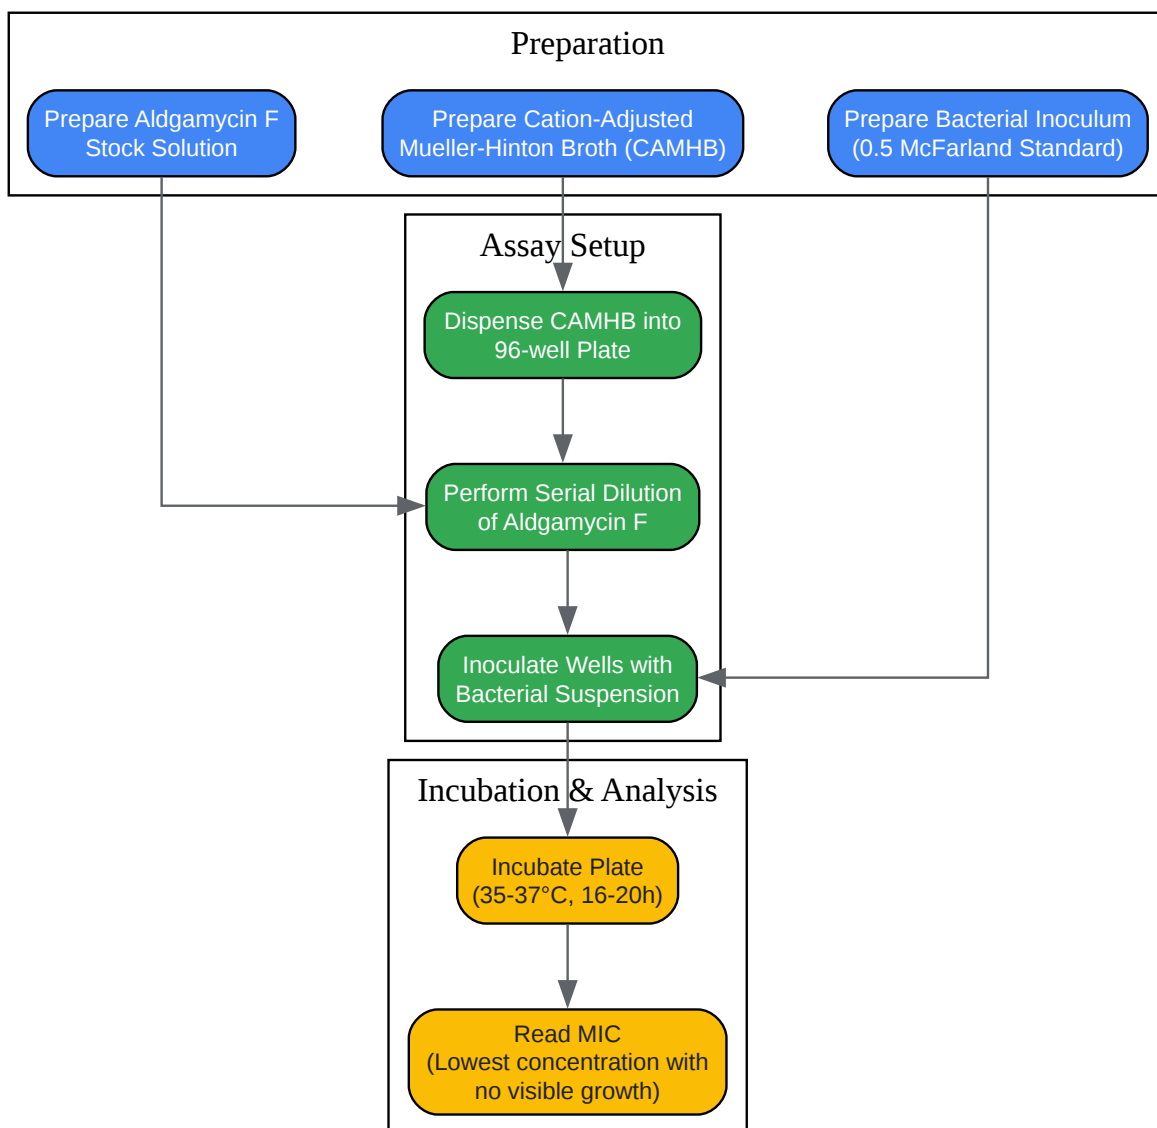 Preparation
Prepare Aldgamycin F
Stock Solution
Prepare Cation-Adjusted
Mueller-Hinton Broth (CAMHB)
Prepare Bacterial Inoculum
(0.5 McFarland Standard)
Assay Setup
Dispense CAMHB into
96-well Plate
Perform Serial Dilution
of Aldgamycin F
Inoculate Wells with
Bacterial Suspension
Incubation & Analysis
Incubate Plate
(35-37°C, 16-20h)
Read MIC
(Lowest concentration with
no visible growth)